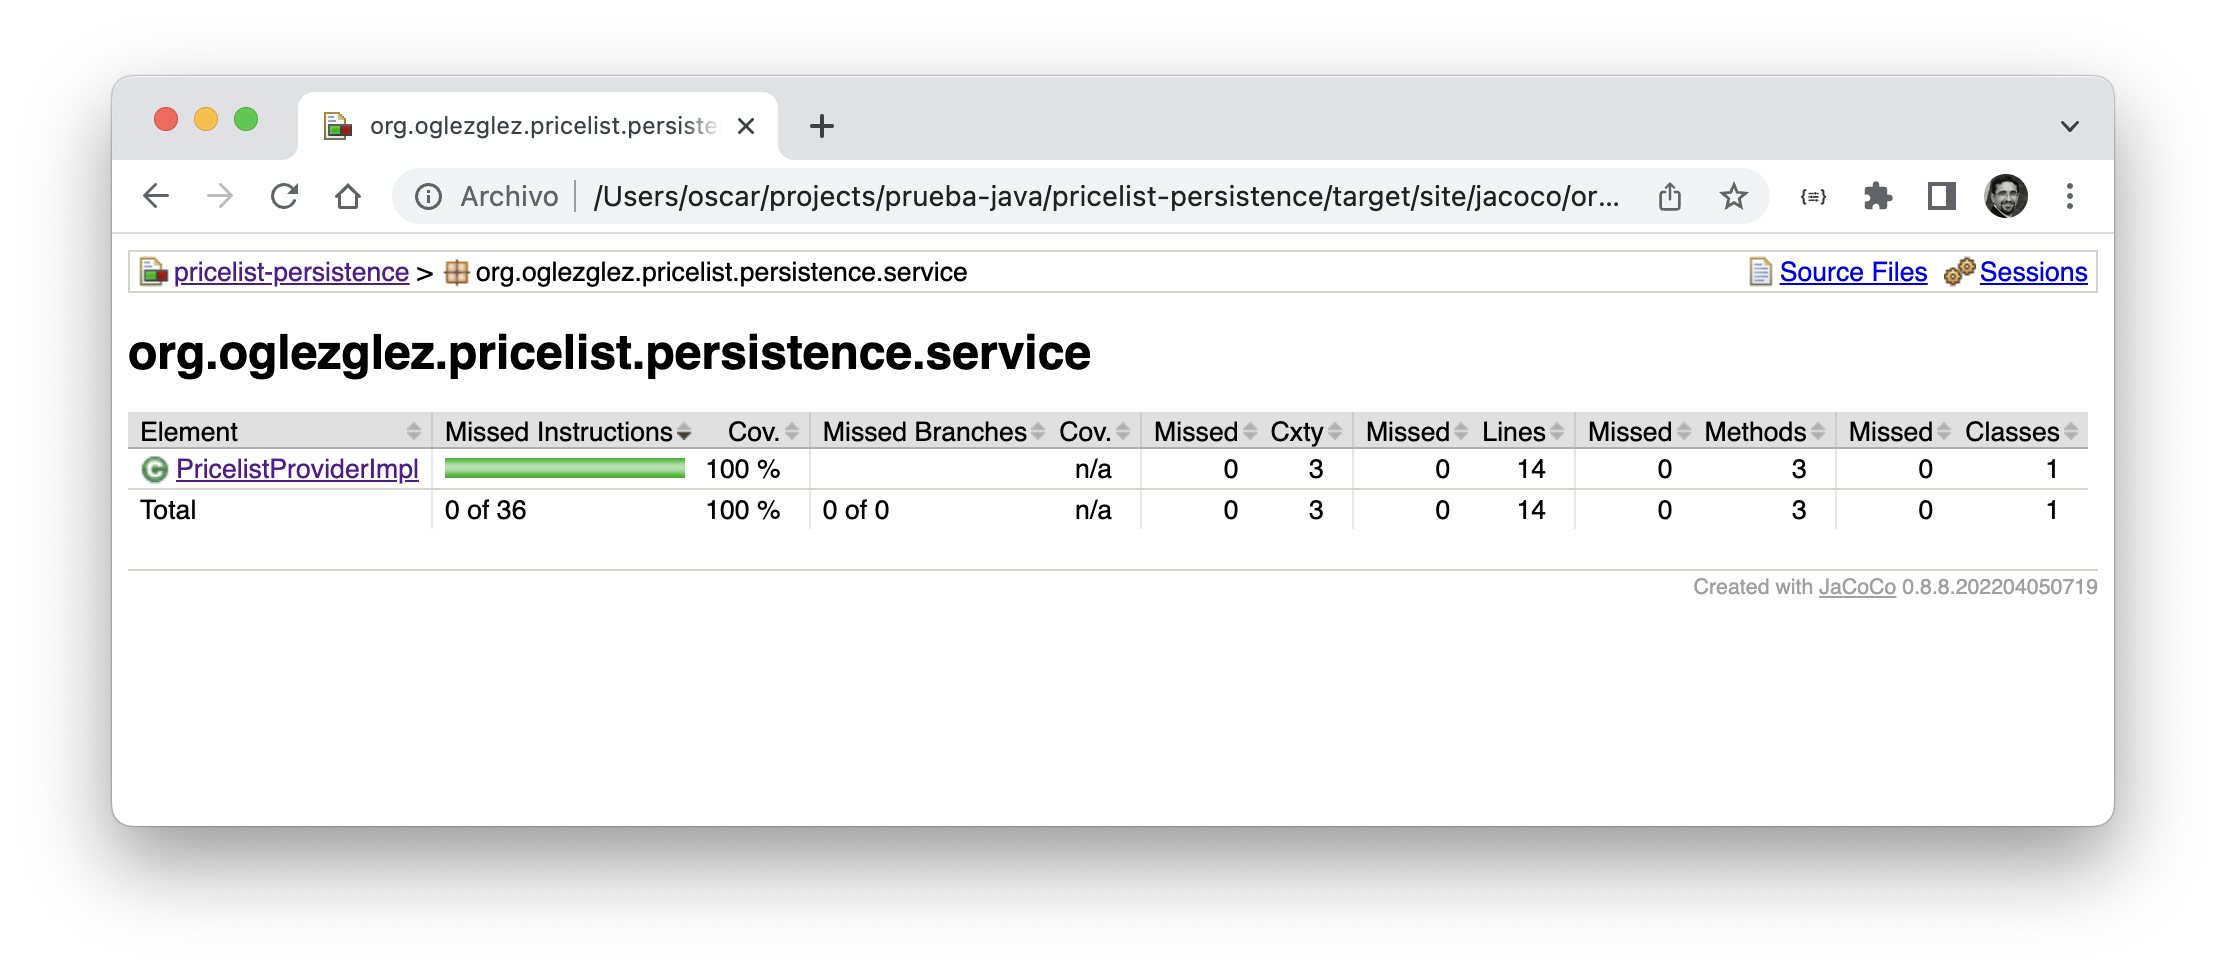 org.oglezglez.pricelist.persiste
Archivo /Users/oscar/projects/prueba-java/pricelist-persistence/target/site/jacoco/or...
pricelist-persistence > org.oglezglez.pricelist.persistence.service Source Files Sessions
org.oglezglez.pricelist.persistence.service
Element Missed Instructions Cov. Missed Branches Cov. Missed Cxty Missed Lines Missed Methods Missed Classes
C PricelistProviderImpl 100 % n/a 0 3 0 14 0 3 0 1
Total 0 of 36 100 % 0 of 0 n/a 0 3 0 14 0 3 0 1
Created with JaCoCo 0.8.8.202204050719